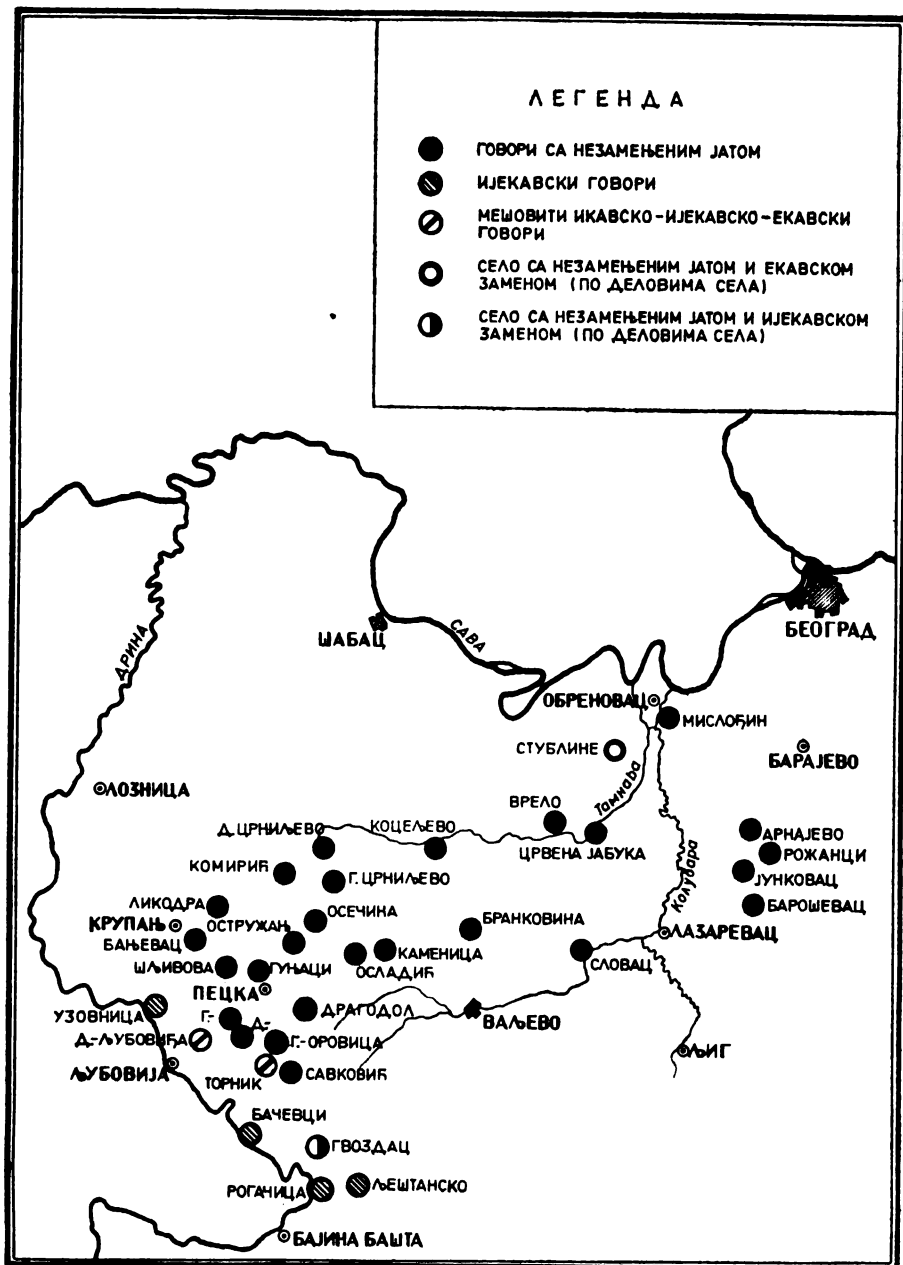 ЛЕГЕНДА
ГОВОРИ СА НЕЗАМЕЊЕНИМ ЈАТОМ
ИЈЕКАВСКИ ГОВОРИ
МЕШОВИТИ ИКАВСКО-ИЈЕКАВСКО-ЕКАВСКИ
ГОВОРИ
СЕЛО СА НЕЗАМЕЊЕНИМ ЈАТОМ И ЕКАВСКОМ
ЗАМЕНОМ (ПО ДЕЛОВИМА СЕЛА)
СЕЛО СА НЕЗАМЕЊЕНИМ ЈАТОМ И ИЈЕКАВСКОМ
ЗАМЕНОМ (ПО ДЕЛОВИМА СЕЛА)
ДРИНА
ШАБАЦ
САВА
БЕОГРАД
ОБРЕНОВАЦ
МИСЛОЂИН
СТУБЛИНЕ
БАРАЈЕВО
Тамнава
ЛОЗНИЦА
ВРЕЛО
Д. ЦРНИЉЕВО
КОЦЕЉЕВО
ЦРВЕНА ЈАБУКА
Колубара
АРНАЈЕВО
РОЖАНЦИ
КОМИРИЋ
Г. ЦРНИЉЕВО
ЈУНКОВАЦ
ЛИКОДРА
БАРОШЕВАЦ
КРУПАЊ
ОСТРУЖАЊ
ОСЕЧИНА
БРАНКОВИНА
ЛАЗАРЕВАЦ
БАЊЕВАЦ
КАМЕНИЦА
СЛОВАЦ
ШЉИВОВА
ГУЊАЦИ
ОСЛАДИЋ
ПЕЦКА
УЗОВНИЦА
ДРАГОДОЛ
ВАЉЕВО
Г.-
Д.-
Д.-ЉУБОВИЂА
Г.-ОРОВИЦА
ЉИГ
ЉУБОВИЈА
ТОРНИК
САВКОВИЋ
БАЧЕВЦИ
ГВОЗДАЦ
РОГАЧИЦА
ЉЕШТАНСКО
БАЈИНА БАШТА